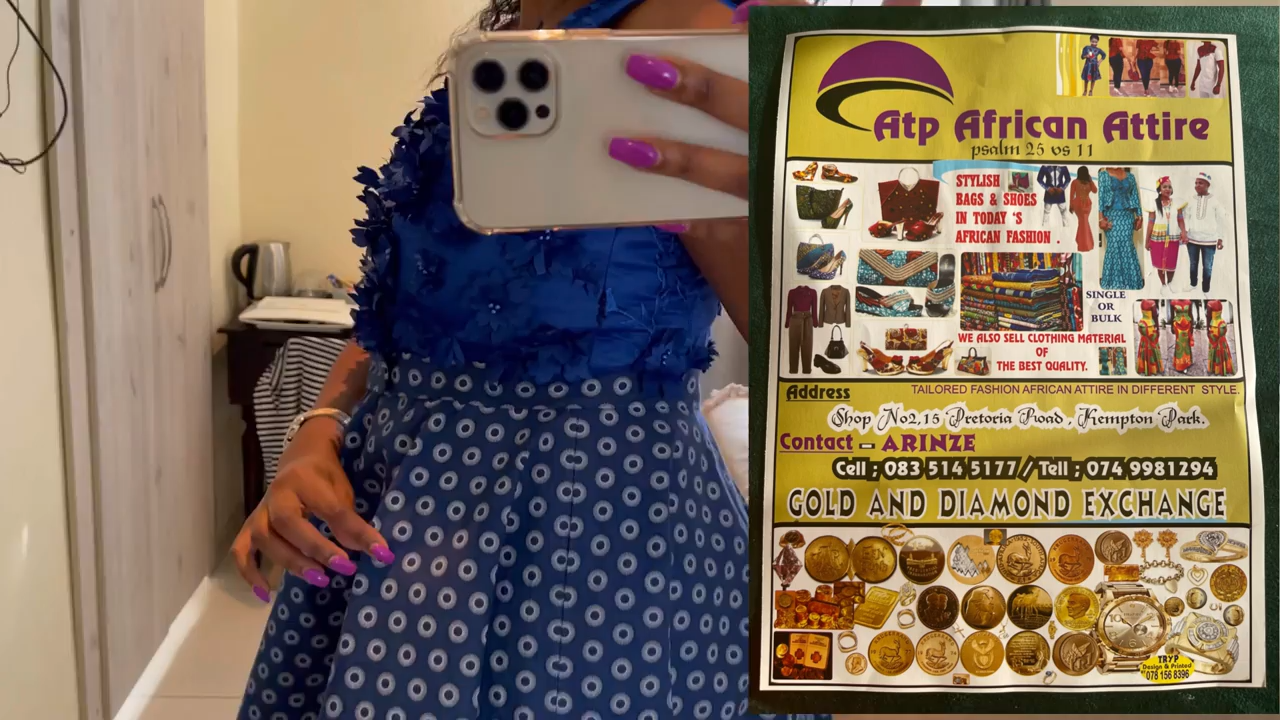 Atp African Attire
psalm 25 vs 11
STYLISH
BAGS & SHOES
IN TODAY 'S
AFRICAN FASHION .
SINGLE
OR
BULK
WE ALSO SELL CLOTHING MATERIAL
OF
THE BEST QUALITY.
Address
TAILORED FASHION AFRICAN ATTIRE IN DIFFERENT STYLE.
Shop No2,15 Pretoria Road , Kempton Park.
Contact - ARINZE
Cell ; 083 514 5177 / Tell ; 074 9981294
GOLD AND DIAMOND EXCHANGE
TRYP
Design & Printed
078 156 8396